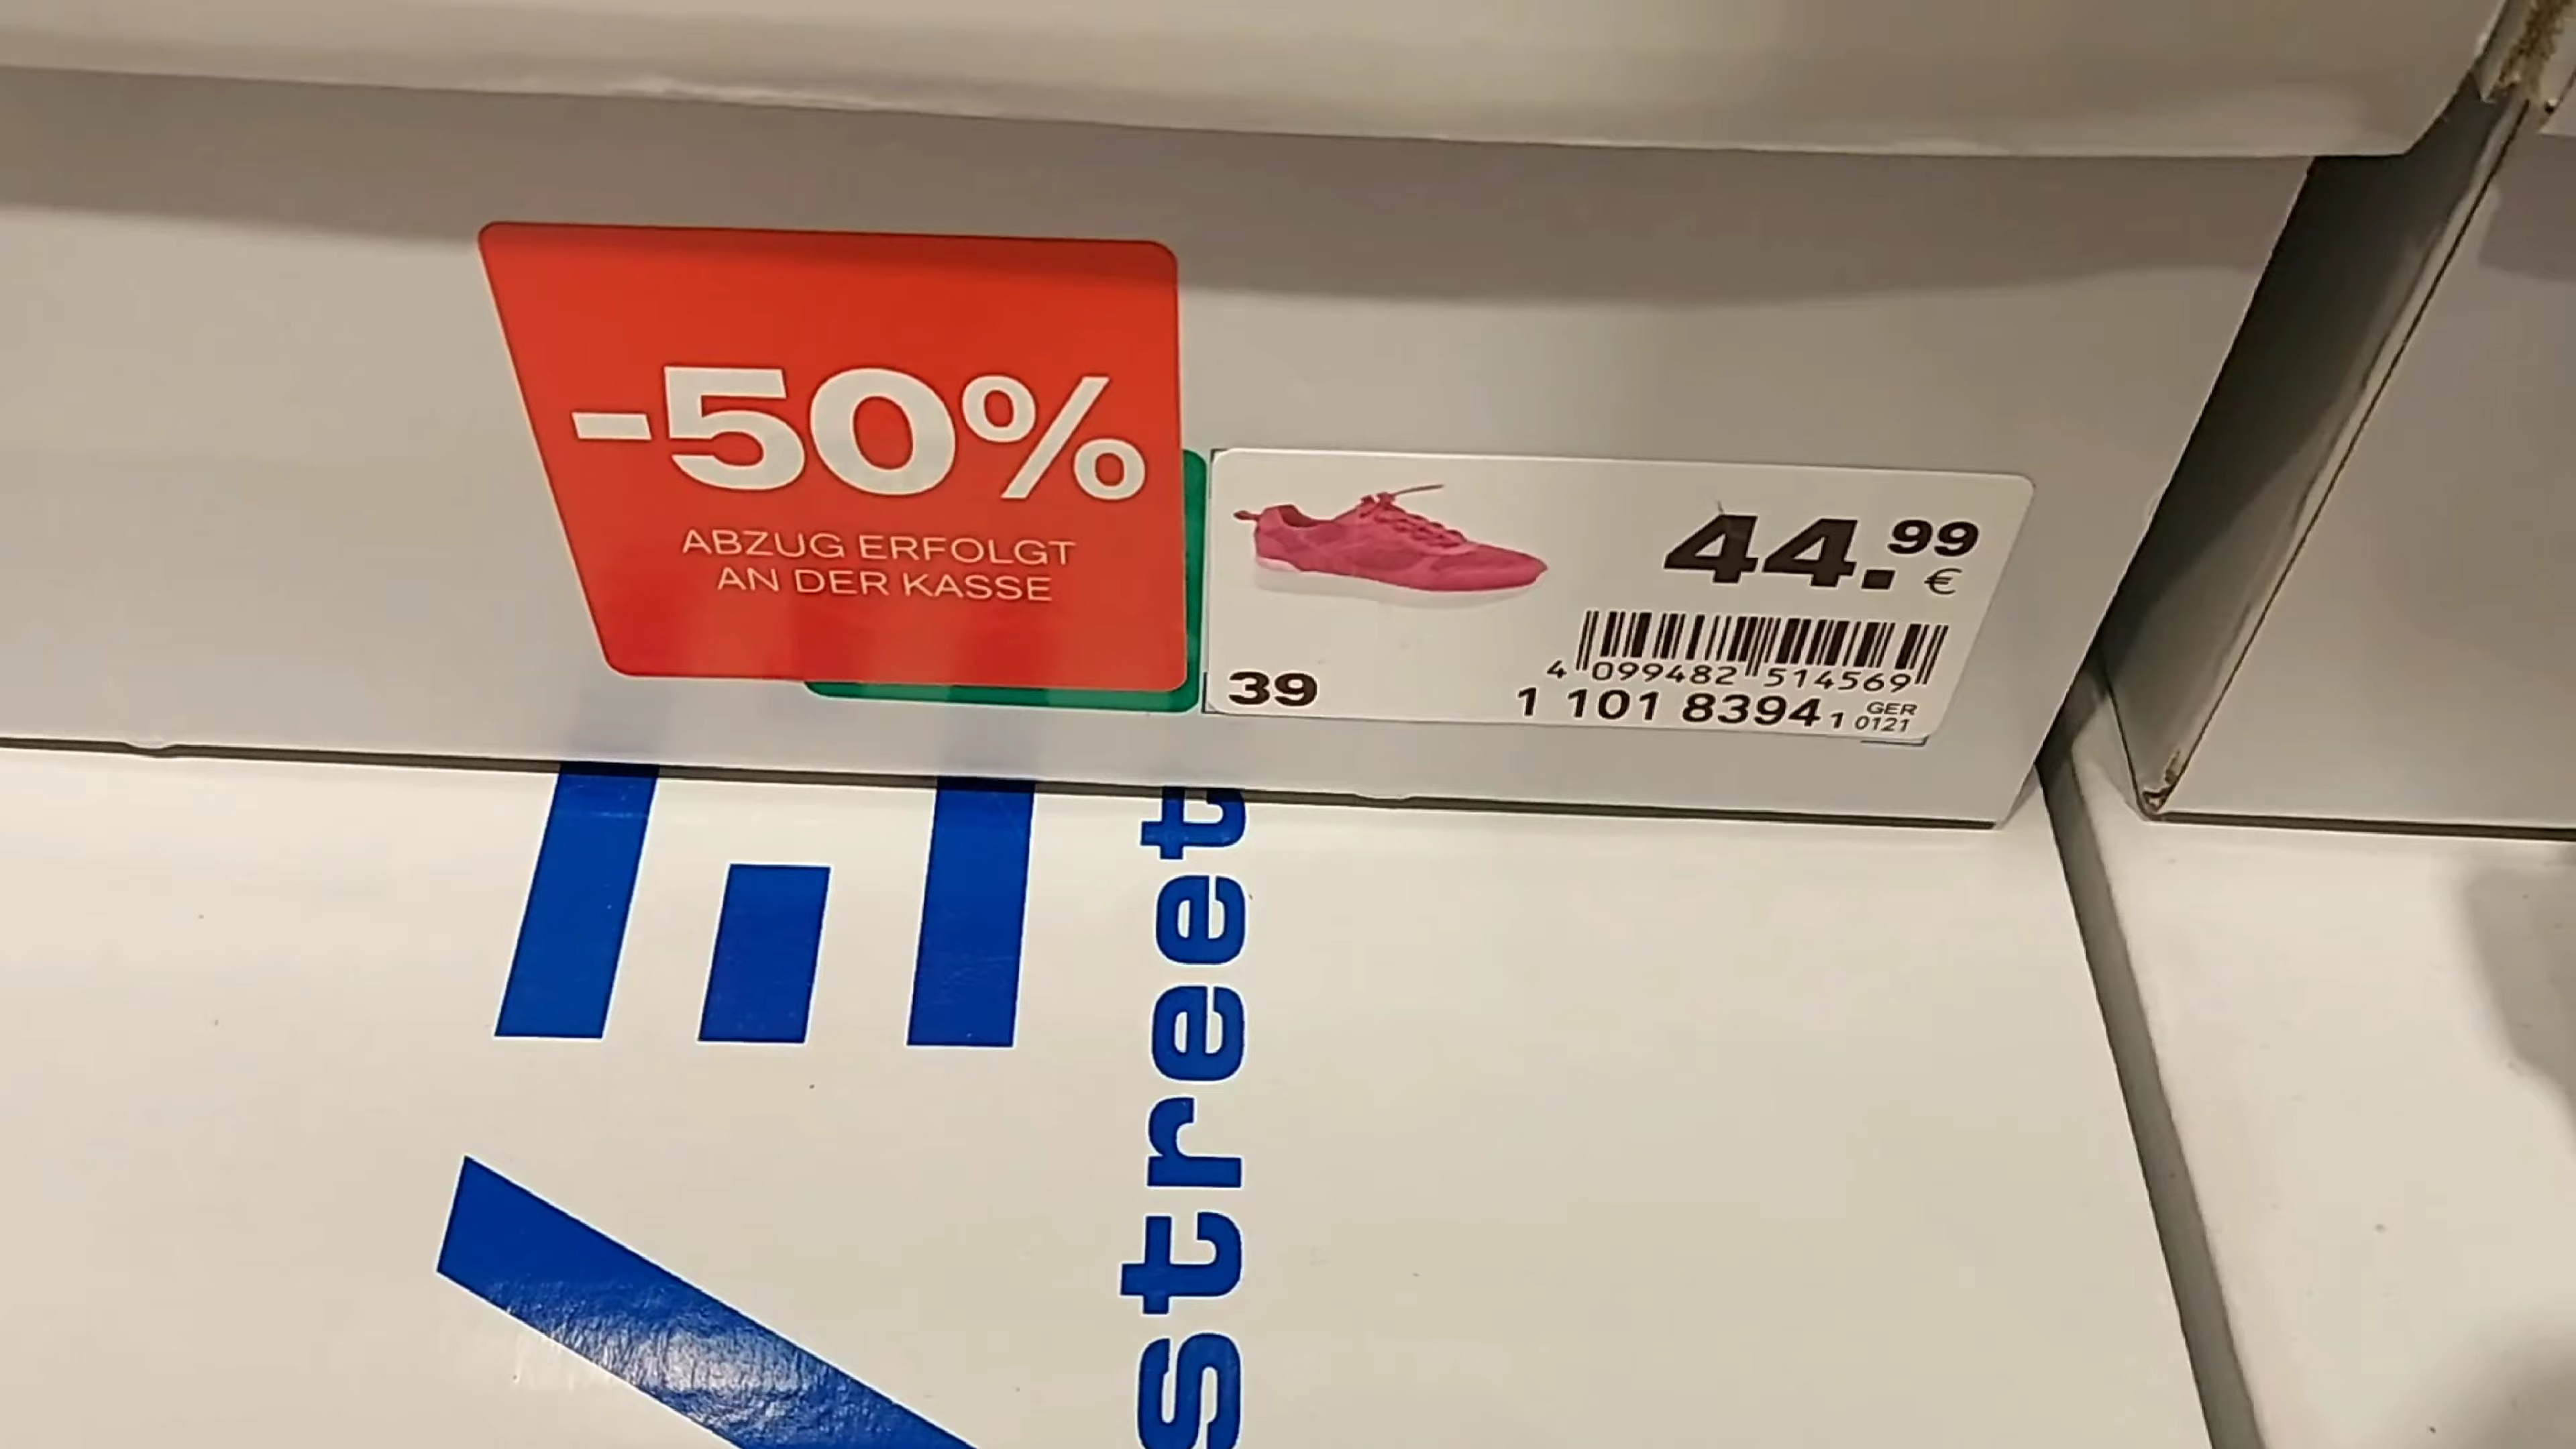 -50%
ABZUG ERFOLGT
AN DER KASSE
44.99
€
4 099482 514569
39
1 101 8394 1
GER
0121
street